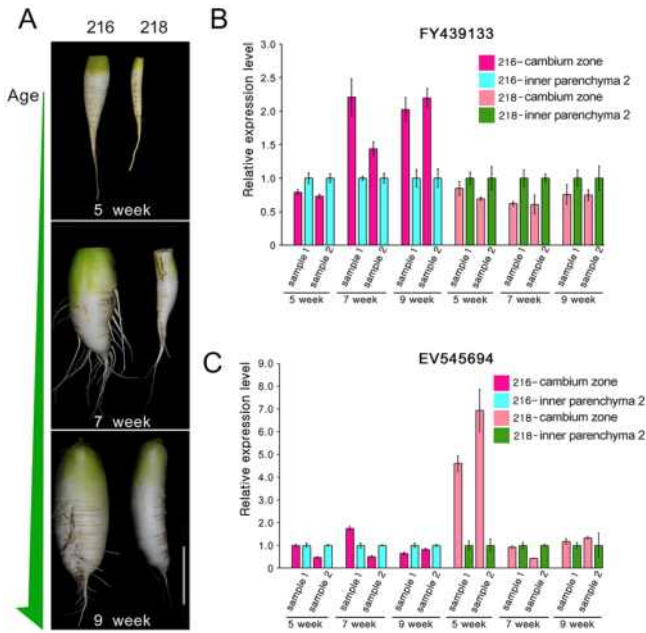 A
216 218
Age
5 week
7 week
9 week
B
FY439133
Relative expression level
3.0
2.5
2.0
1.5
1.0
0.5
0
216-cambium zone
216-inner parenchyma 2
218-cambium zone
218-inner parenchyma 2
sample 1
sample 2
sample 1
sample 2
sample 1
sample 2
sample 1
sample 2
sample 1
sample 2
sample 1
sample 2
5 week 7 week 9 week 5 week 7 week 9 week
C
EV545694
Relative expression level
9.0
8.0
7.0
6.0
5.0
4.0
3.0
2.0
1.0
0
216-cambium zone
216-inner parenchyma 2
218-cambium zone
218-inner parenchyma 2
sample 1
sample 2
sample 1
sample 2
sample 1
sample 2
sample 1
sample 2
sample 1
sample 2
sample 1
sample 2
5 week 7 week 9 week 5 week 7 week 9 week